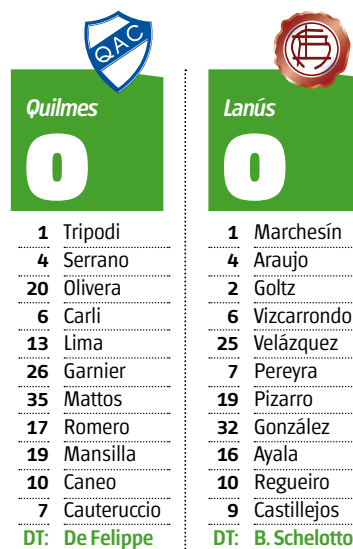 QAC
Quilmes
0
1 Tripodi
4 Serrano
20 Olivera
6 Carli
13 Lima
26 Garnier
35 Mattos
17 Romero
19 Mansilla
10 Caneo
7 Cauteruccio
DT: De Felippe
Lanús
0
1 Marchesín
4 Araujo
2 Goltz
6 Vizcarrondo
25 Velázquez
7 Pereyra
19 Pizarro
32 González
16 Ayala
10 Regueiro
9 Castillejos
DT: B. Schelotto